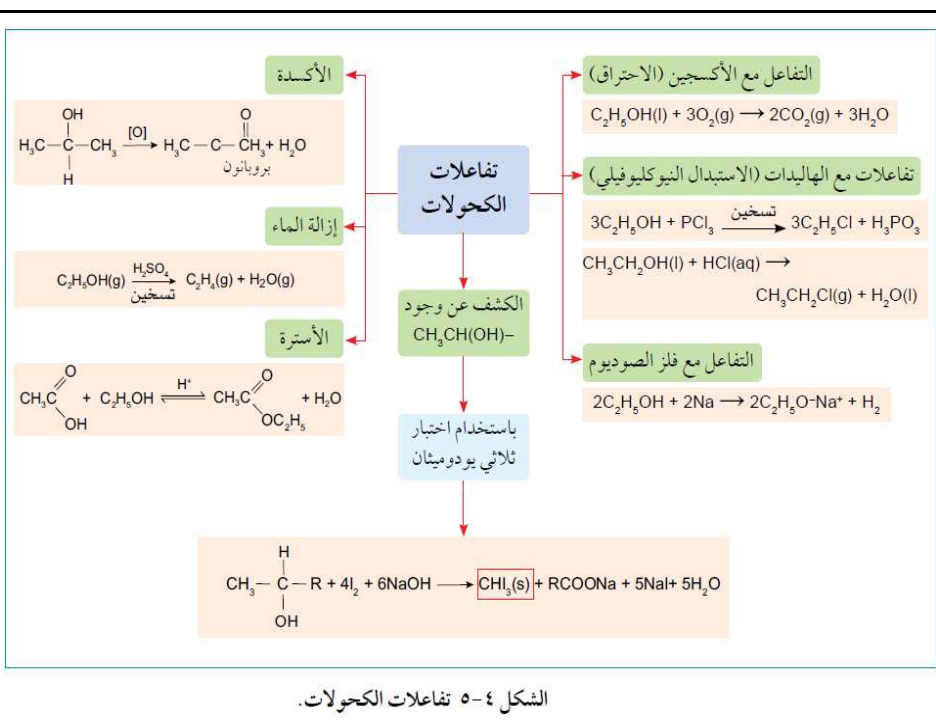 تفاعلات
الكحولات
التفاعل مع الأكسجين (الاحتراق)
C₂H₅OH(l) + 3O₂(g) ⟶ 2CO₂(g) + 3H₂O
تفاعلات مع الهاليدات (الاستبدال النيوكليوفيلي)
3C₂H₅OH + PCl₃ تسخين⟶ 3C₂H₅Cl + H₃PO₃
CH₃CH₂OH(l) + HCl(aq) ⟶
CH₃CH₂Cl(g) + H₂O(l)
التفاعل مع فلز الصوديوم
2C₂H₅OH + 2Na ⟶ 2C₂H₅O⁻Na⁺ + H₂
الأكسدة
OH O
H₃C — C — CH₃ [O]⟶ H₃C — C — CH₃ + H₂O
H
بروبانون
إزالة الماء
H₂SO₄
C₂H₅OH(g) ⟶ C₂H₄(g) + H₂O(g)
تسخين
الأسترة
O H⁺ O
CH₃C + C₂H₅OH ⇌ CH₃C + H₂O
OH OC₂H₅
الكشف عن وجود
CH₃CH(OH)–
باستخدام اختبار
ثلاثي يودوميثان
H
CH₃ — C — R + 4I₂ + 6NaOH ⟶ CHI₃(s) + RCOONa + 5NaI + 5H₂O
OH
الشكل ٤-٥ تفاعلات الكحولات.